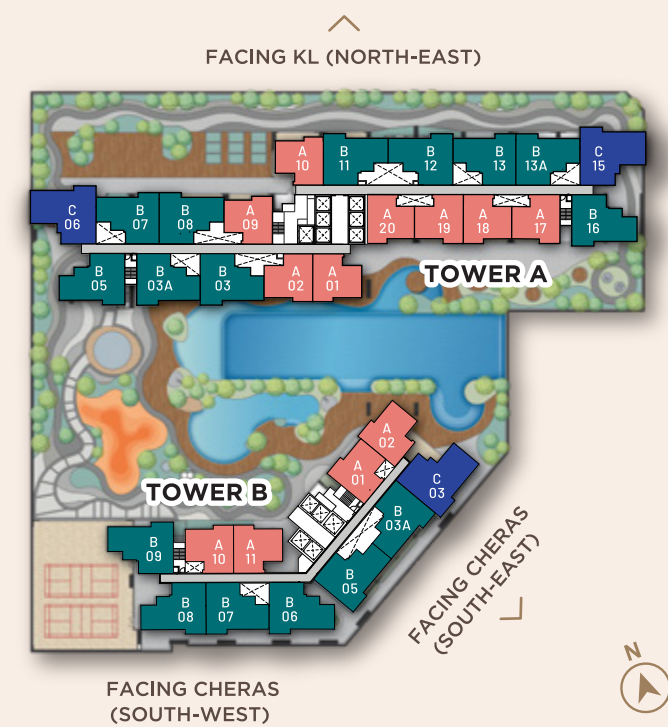 FACING KL (NORTH-EAST)
A
10
B
11
B
12
B
13
B
13A
C
15
C
06
B
07
B
08
A
09
A
20
A
19
A
18
A
17
B
16
B
05
B
03A
B
03
A
02
A
01
TOWER A
A
02
A
01
C
03
B
03A
B
05
TOWER B
B
09
A
10
A
11
B
08
B
07
B
06
FACING CHERAS
(SOUTH-EAST)
FACING CHERAS
(SOUTH-WEST)
N